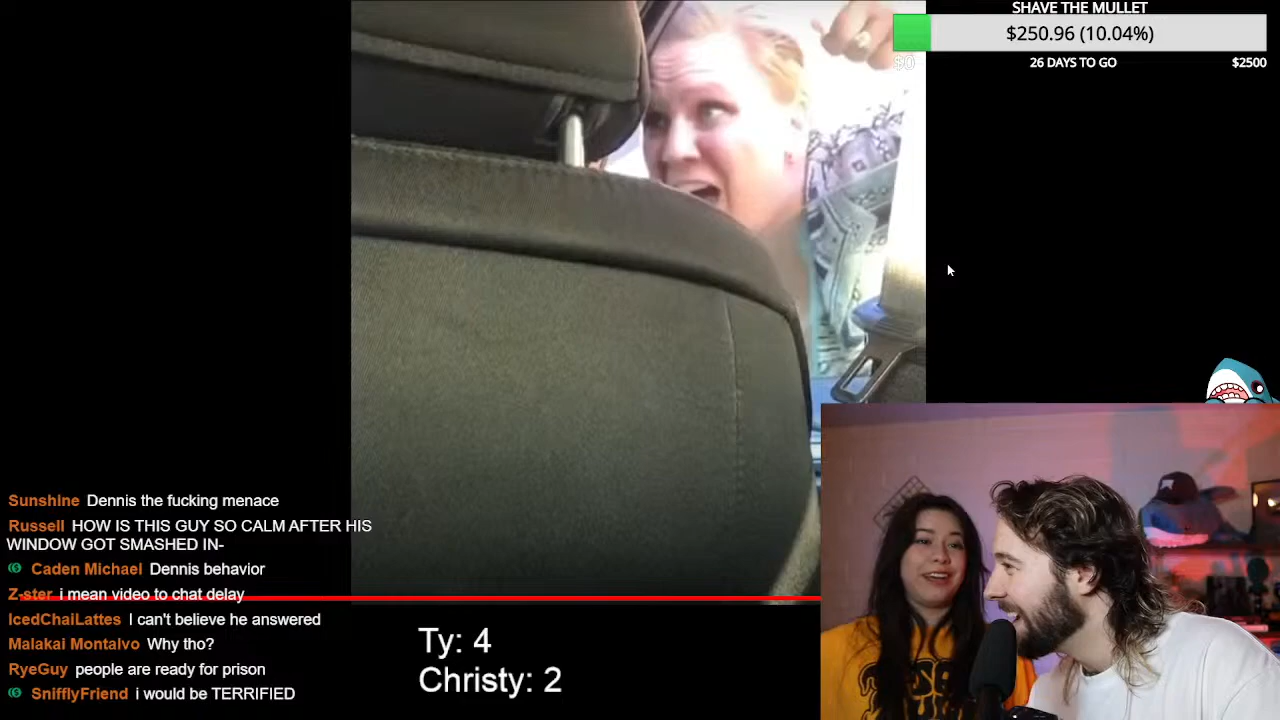 SHAVE THE MULLET
$250.96 (10.04%)
$0
26 DAYS TO GO
$2500
Sunshine Dennis the fucking menace
Russell HOW IS THIS GUY SO CALM AFTER HIS
WINDOW GOT SMASHED IN-
Caden Michael Dennis behavior
Z-ster i mean video to chat delay
IcedChaiLattes I can't believe he answered
Malakai Montalvo Why tho?
RyeGuy people are ready for prison
SnifflyFriend i would be TERRIFIED
Ty: 4
Christy: 2